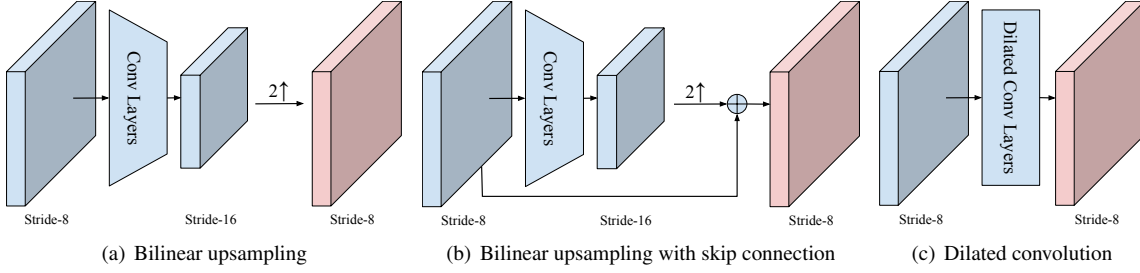 Conv Layers
2↑
Stride-8
Stride-16
Stride-8
(a) Bilinear upsampling
Conv Layers
2↑
Stride-8
Stride-16
Stride-8
(b) Bilinear upsampling with skip connection
Dilated Conv Layers
Stride-8
Stride-8
(c) Dilated convolution